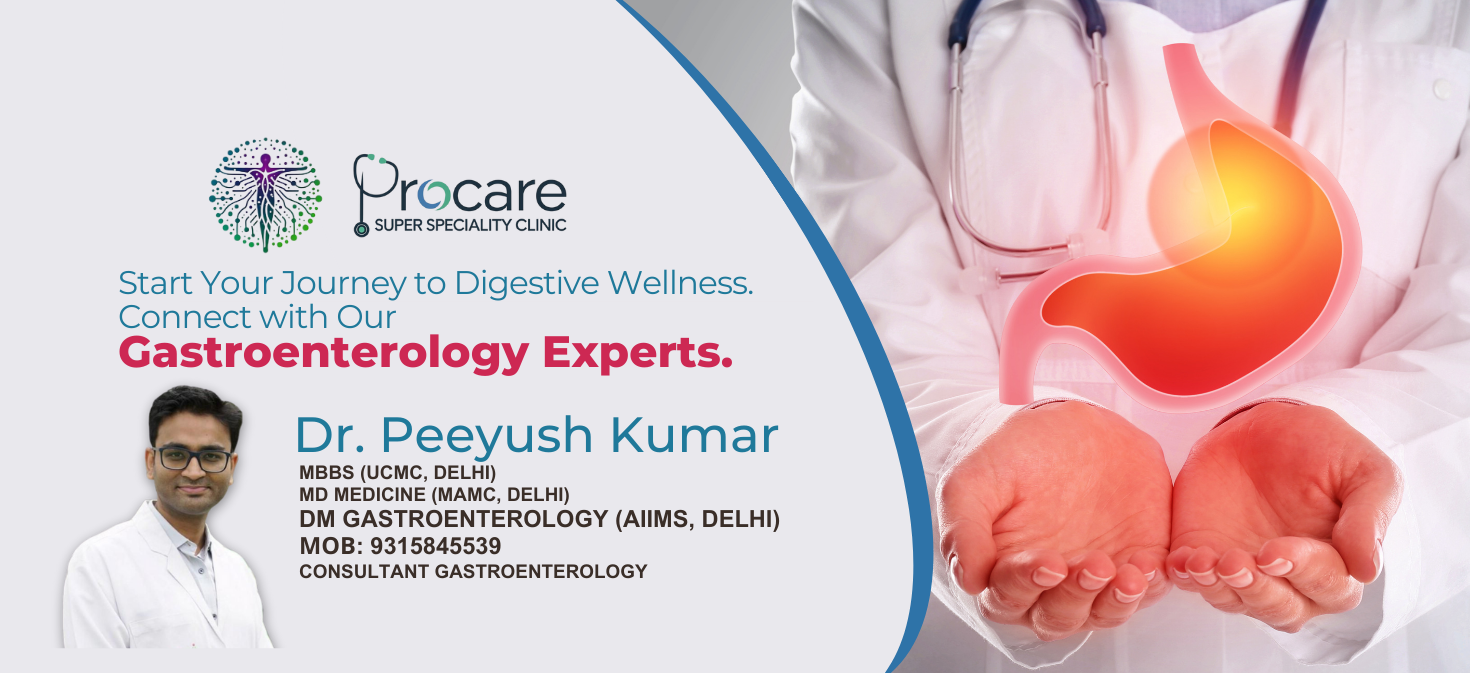 Procare
SUPER SPECIALITY CLINIC
Start Your Journey to Digestive Wellness.
Connect with Our
Gastroenterology Experts.
Dr. Peeyush Kumar
MBBS (UCMC, DELHI)
MD MEDICINE (MAMC, DELHI)
DM GASTROENTEROLOGY (AIIMS, DELHI)
MOB: 9315845539
CONSULTANT GASTROENTEROLOGY